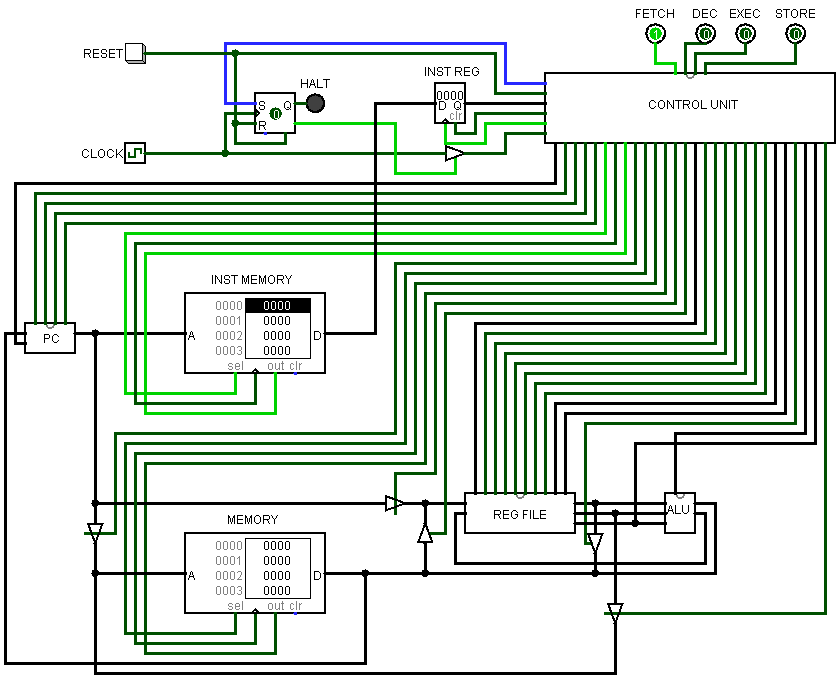 FETCH DEC EXEC STORE
1 0 0 0
RESET
INST REG
HALT
0000
D Q
clr
S Q
0
R
CONTROL UNIT
CLOCK
INST MEMORY
0000 0000
0001 0000
0002 0000
0003 0000
A D
sel out clr
PC
REG FILE
ALU
MEMORY
0000 0000
0001 0000
0002 0000
0003 0000
A D
sel out clr